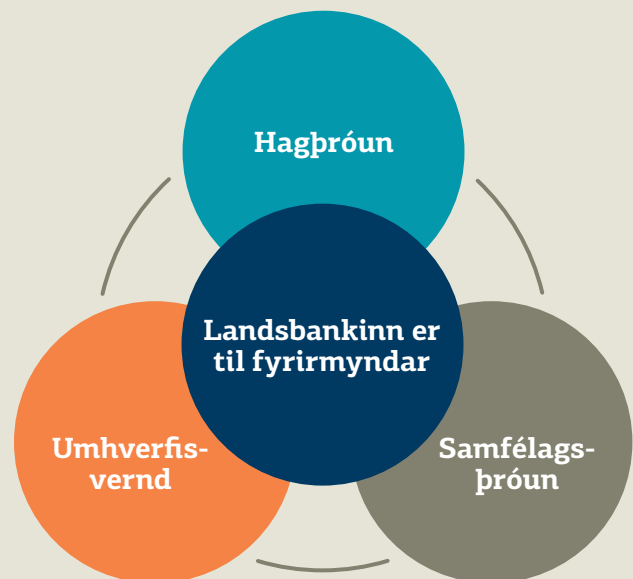 Hagþróun
Landsbankinn er
til fyrirmyndar
Umhverfis-
vernd
Samfélags-
þróun